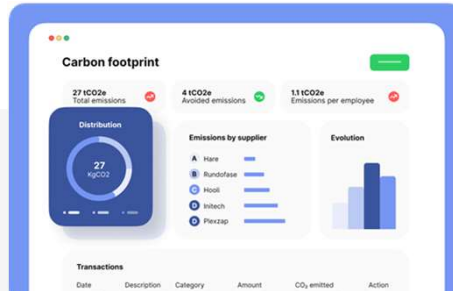 Carbon footprint
27 tCO2e
Total emissions
4 tCO2e
Avoided emissions
1.1 tCO2e
Emissions per employee
Distribution
27
KgCO2
Emissions by supplier
A Hare
B Rundofase
C Hooli
D Initech
D Plexzap
Evolution
Transactions
Date Description Category Amount CO₂ emitted Action